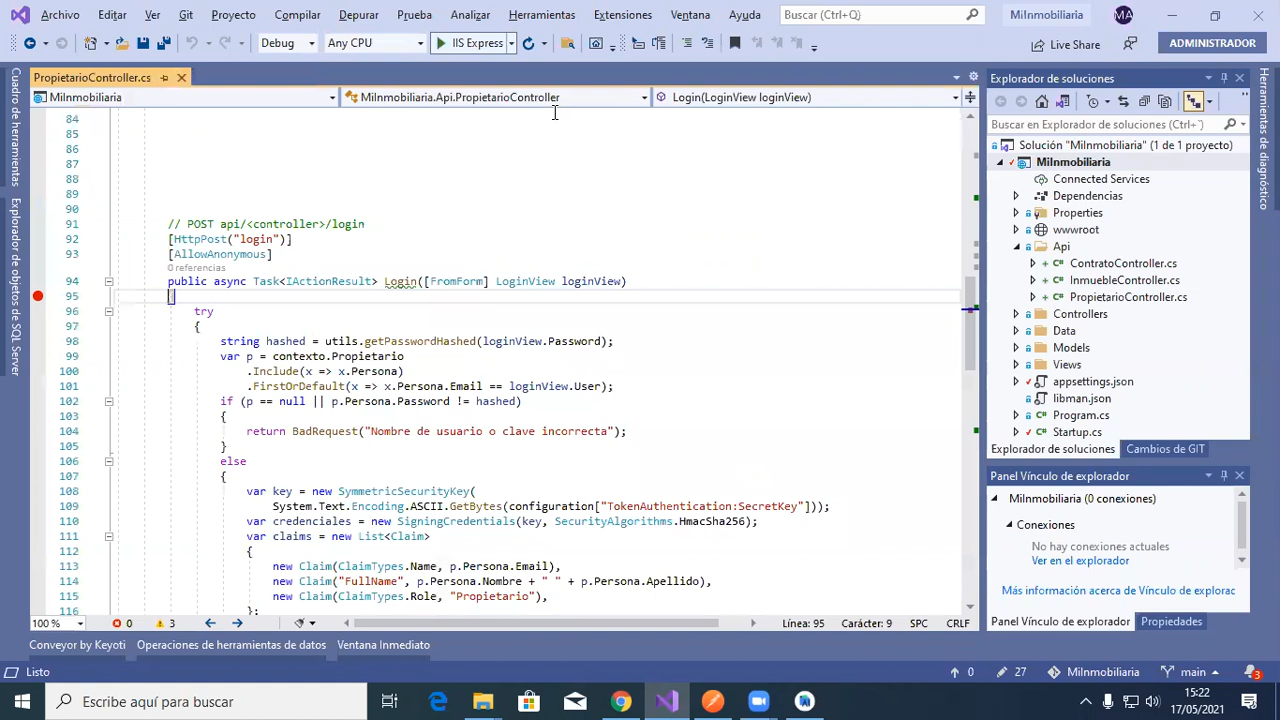 Archivo Editar Ver Git Proyecto Compilar Depurar Prueba Analizar Herramientas Extensiones Ventana Ayuda Buscar (Ctrl+Q) MiInmobiliaria MA
Debug Any CPU IIS Express Live Share ADMINISTRADOR
Cuadro de herramientas
Explorador de objetos de SQL Server
PropietarioController.cs
MiInmobiliaria MiInmobiliaria.Api.PropietarioController Login(LoginView loginView)
84
85
86
87
88
89
90
91 // POST api/<controller>/login
92 [HttpPost("login")]
93 [AllowAnonymous]
0 referencias
94 public async Task<IActionResult> Login([FromForm] LoginView loginView)
95 {
96 try
97 {
98 string hashed = utils.getPasswordHashed(loginView.Password);
99 var p = contexto.Propietario
100 .Include(x => x.Persona)
101 .FirstOrDefault(x => x.Persona.Email == loginView.User);
102 if (p == null || p.Persona.Password != hashed)
103 {
104 return BadRequest("Nombre de usuario o clave incorrecta");
105 }
106 else
107 {
108 var key = new SymmetricSecurityKey(
109 System.Text.Encoding.ASCII.GetBytes(configuration["TokenAuthentication:SecretKey"]));
110 var credenciales = new SigningCredentials(key, SecurityAlgorithms.HmacSha256);
111 var claims = new List<Claim>
112 {
113 new Claim(ClaimTypes.Name, p.Persona.Email),
114 new Claim("FullName", p.Persona.Nombre + " " + p.Persona.Apellido),
115 new Claim(ClaimTypes.Role, "Propietario"),
116 };
100 % 0 3 Línea: 95 Carácter: 9 SPC CRLF
Explorador de soluciones
Buscar en Explorador de soluciones (Ctrl+
Solución "MiInmobiliaria" (1 de 1 proyecto)
MiInmobiliaria
Connected Services
Dependencias
Properties
wwwroot
Api
ContratoController.cs
InmuebleController.cs
PropietarioController.cs
Controllers
Data
Models
Views
appsettings.json
libman.json
Program.cs
Startup.cs
Explorador de soluciones Cambios de GIT
Panel Vínculo de explorador
MiInmobiliaria (0 conexiones)
Conexiones
No hay conexiones actuales
Ver en el explorador
Más información acerca de Vínculo de explorac
Panel Vínculo de explorador Propiedades
Herramientas de diagnóstico
Conveyor by Keyoti Operaciones de herramientas de datos Ventana Inmediato
Listo 0 27 MiInmobiliaria main 3
Escribe aquí para buscar
15:22
17/05/2021